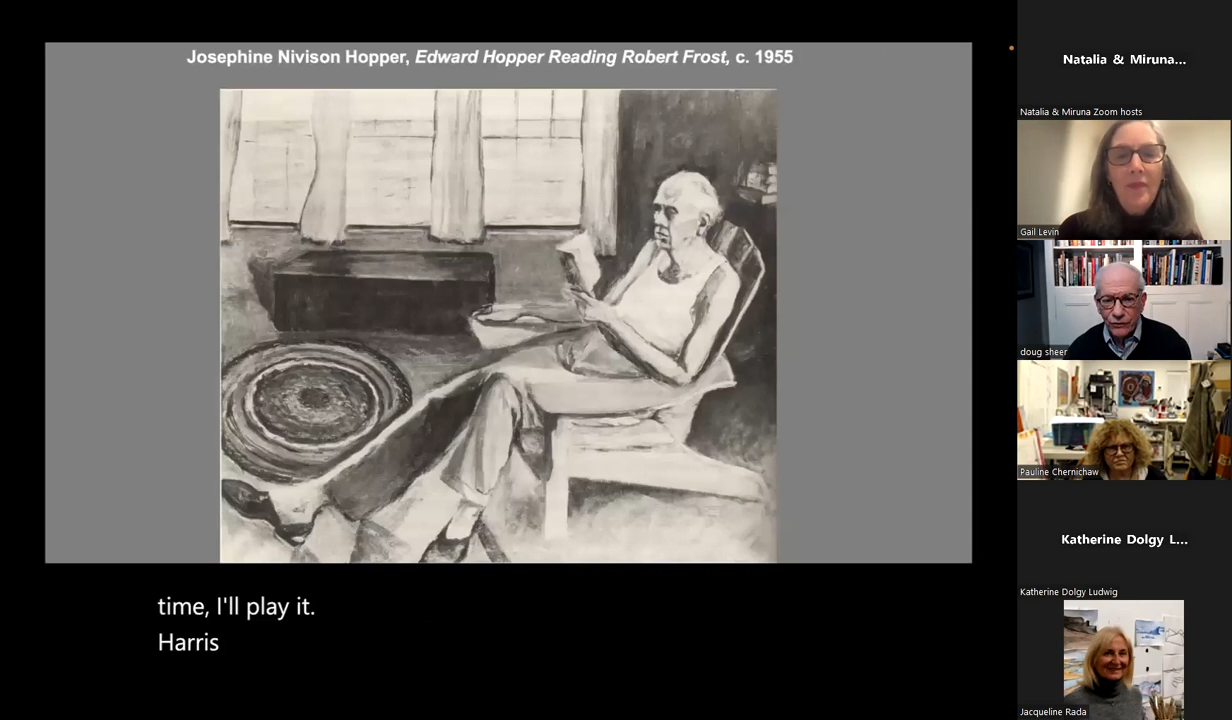 Josephine Nivison Hopper, Edward Hopper Reading Robert Frost, c. 1955
time, I'll play it.
Harris
Natalia & Miruna...
Natalia & Miruna Zoom hosts
Gail Levin
doug sheer
Pauline Chernichaw
Katherine Dolgy L...
Katherine Dolgy Ludwig
Jacqueline Rada